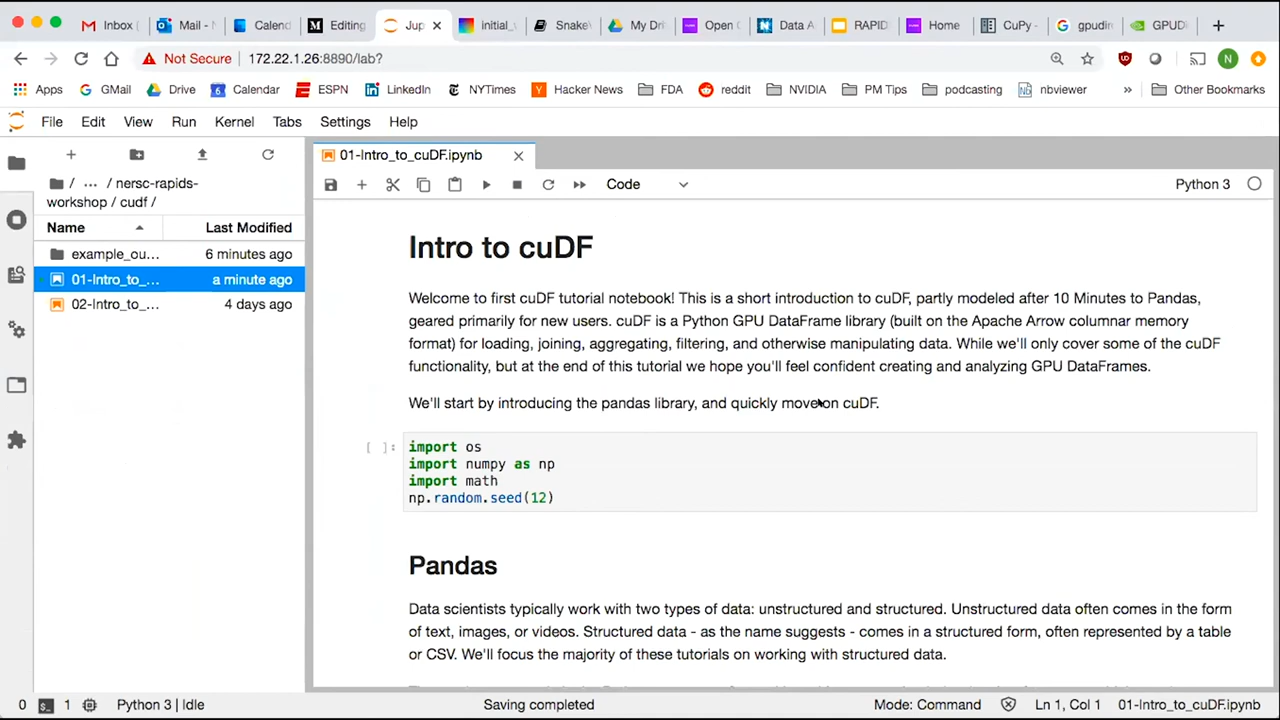 Inbox
Mail -
Calend
Editing
Jup
initial_
Snake
My Dri
Open
Data A
RAPID
Home
CuPy -
gpudir
GPUD
Not Secure 172.22.1.26:8890/lab?
Apps GMail Drive Calendar ESPN LinkedIn NYTimes Hacker News FDA reddit NVIDIA PM Tips podcasting nbviewer » Other Bookmarks
File Edit View Run Kernel Tabs Settings Help
01-Intro_to_cuDF.ipynb
Code
Python 3
/ ... / nersc-rapids-
workshop / cudf /
Name Last Modified
example_ou... 6 minutes ago
01-Intro_to_... a minute ago
02-Intro_to_... 4 days ago
Intro to cuDF
Welcome to first cuDF tutorial notebook! This is a short introduction to cuDF, partly modeled after 10 Minutes to Pandas,
geared primarily for new users. cuDF is a Python GPU DataFrame library (built on the Apache Arrow columnar memory
format) for loading, joining, aggregating, filtering, and otherwise manipulating data. While we'll only cover some of the cuDF
functionality, but at the end of this tutorial we hope you'll feel confident creating and analyzing GPU DataFrames.
We'll start by introducing the pandas library, and quickly move on cuDF.
[ ]:
import os
import numpy as np
import math
np.random.seed(12)
Pandas
Data scientists typically work with two types of data: unstructured and structured. Unstructured data often comes in the form
of text, images, or videos. Structured data - as the name suggests - comes in a structured form, often represented by a table
or CSV. We'll focus the majority of these tutorials on working with structured data.
0 1 Python 3 | Idle Saving completed Mode: Command Ln 1, Col 1 01-Intro_to_cuDF.ipynb